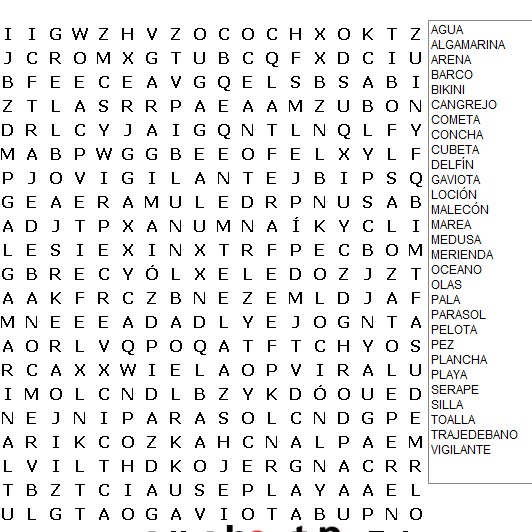 I I G W Z H V Z O C O C H X O K T Z
J C R O M X G T U B C Q F X D C I U
B F E E C E A V G Q E L S B S A B I
Z T L A S R R P A E A A M Z U B O N
D R L C Y J A I G Q N T L N Q L F Y
M A B P W G G B E E O F E L X Y L F
P J O V I G I L A N T E J B I P S Q
G E A E R A M U L E D R P N U S A B
A D J T P X A N U M N A Í K Y C L I
L E S I E X I N X T R F P E C B O M
G B R E C Y Ó L X E L E D O Z J Z T
A A K F R C Z B N E Z E M L D J A F
M N E E E A D A D L Y E J O G N T A
A O R L V Q P O Q A T F T C H Y O S
R C A X X W I E L A O P V I R A L U
I M O L C N D L B Z Y K D Ó O U E D
N E J N I P A R A S O L C N D G P E
A R I K C O Z K A H C N A L P A E M
L V I L T H D K O J E R G N A C R R
T B Z T C I A U S E P L A Y A A E L
U L G T A O G A V I O T A B U P N O
AGUA
ALGAMARINA
ARENA
BARCO
BIKINI
CANGREJO
COMETA
CONCHA
CUBETA
DELFÍN
GAVIOTA
LOCIÓN
MALECÓN
MAREA
MEDUSA
MERIENDA
OCEANO
OLAS
PALA
PARASOL
PELOTA
PEZ
PLANCHA
PLAYA
SERAPE
SILLA
TOALLA
TRAJEDEBANO
VIGILANTE